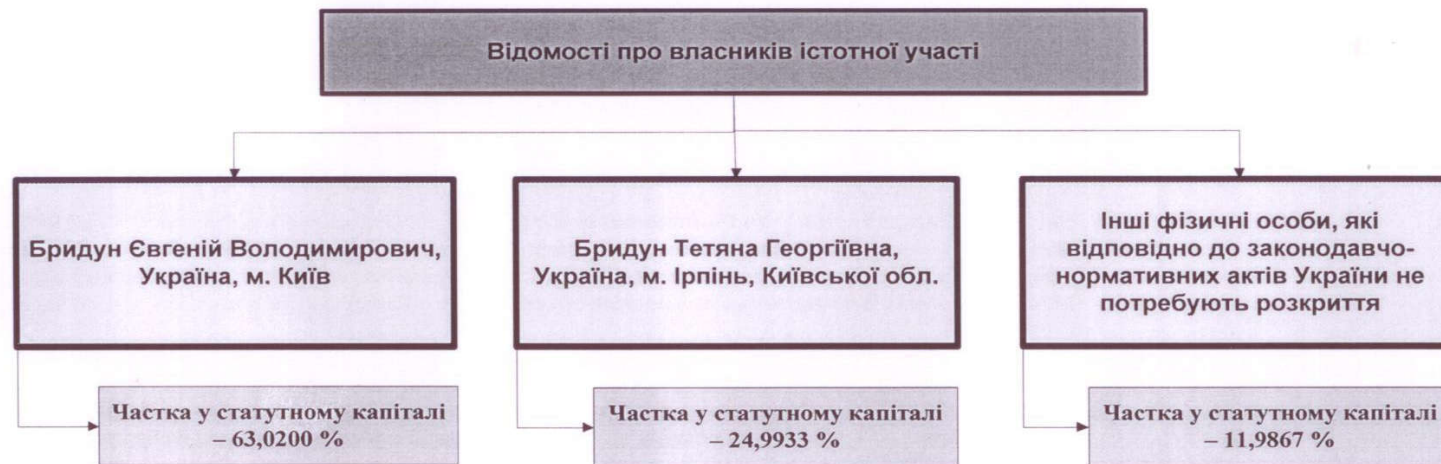 Відомості про власників істотної участі
Бридун Євгеній Володимирович,
Україна, м. Київ
Бридун Тетяна Георгіївна,
Україна, м. Ірпінь, Київської обл.
Інші фізичні особи, які
відповідно до законодавчо-
нормативних актів України не
потребують розкриття
Частка у статутному капіталі
– 63,0200 %
Частка у статутному капіталі
– 24,9933 %
Частка у статутному капіталі
– 11,9867 %